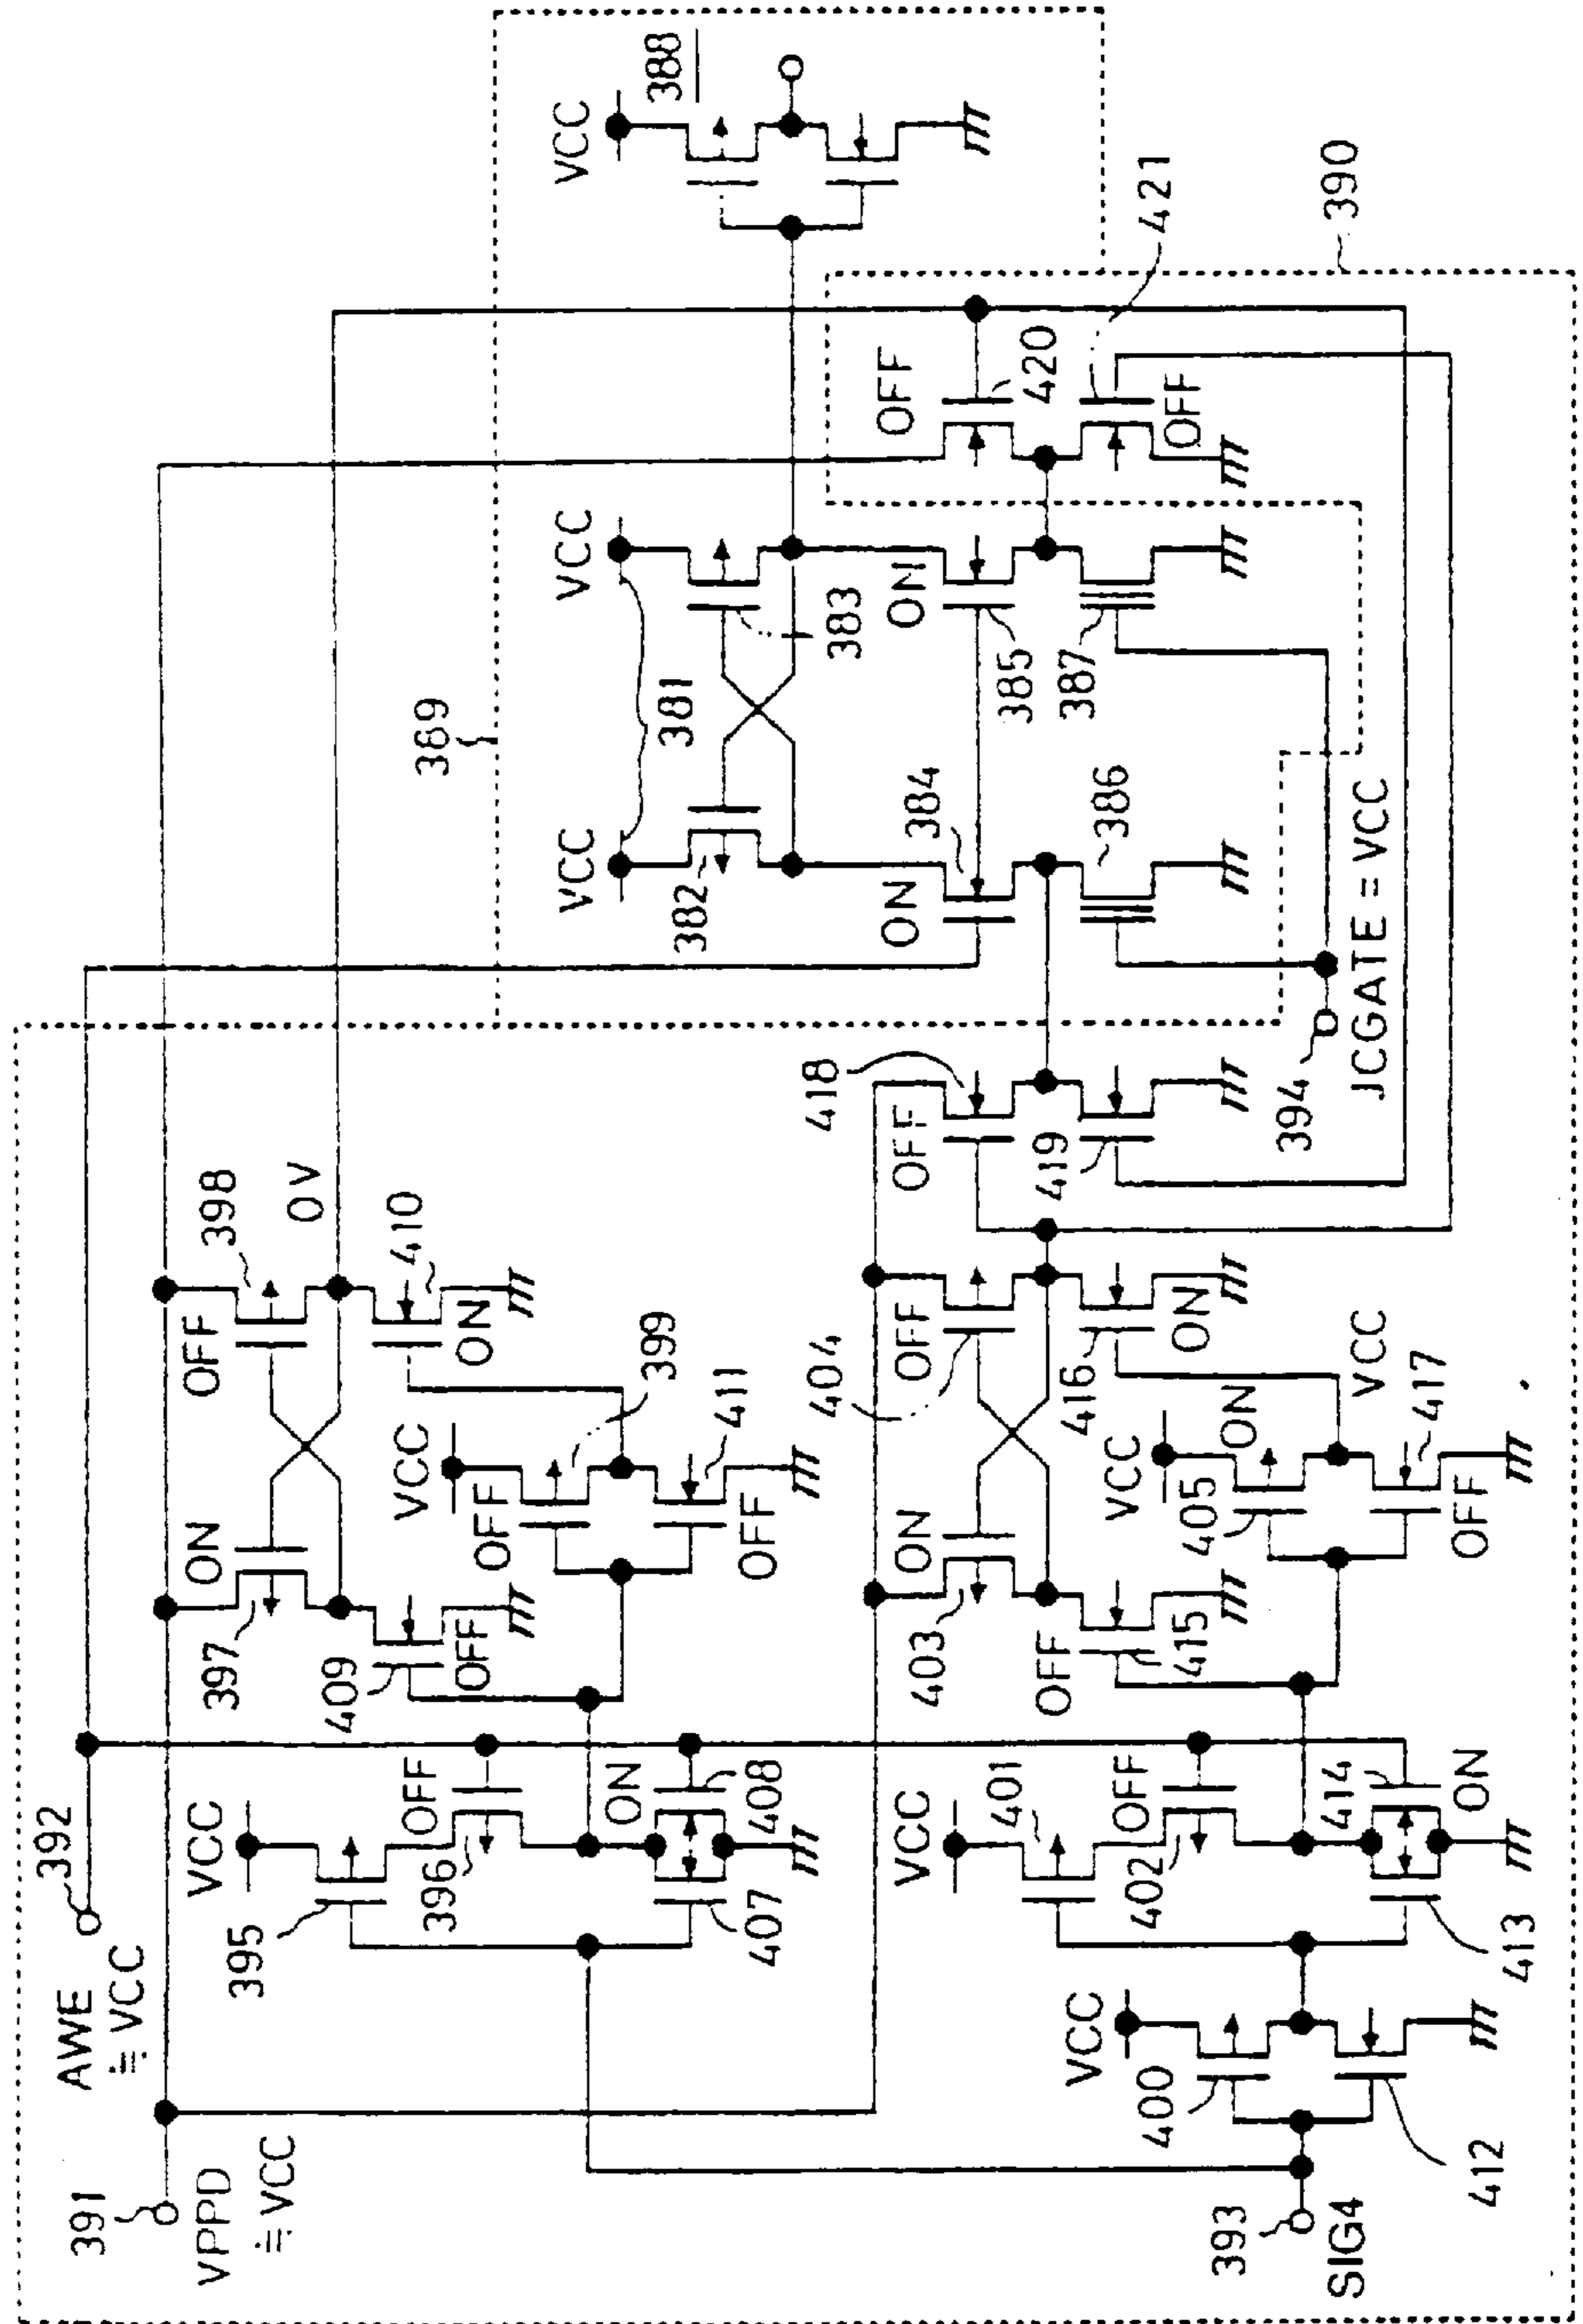 391
VPPD
≒VCC
AWE
≒VCC
392
393
SIG4
VCC
395
396
OFF
ON
407
408
ON
397
OFF
398
0V
409
OFF
410
ON
VCC
OFF
399
411
OFF
VCC
400
412
VCC
401
402
OFF
414
ON
413
ON
403
OFF
404
OFF
415
416
ON
VCC
405
ON
VCC
417
OFF
418
OFF
419
394
JCGATE=VCC
389
VCC
VCC
381
382
383
384
ON
385
ON
386
387
VCC
388
OFF
420
421
OFF
390